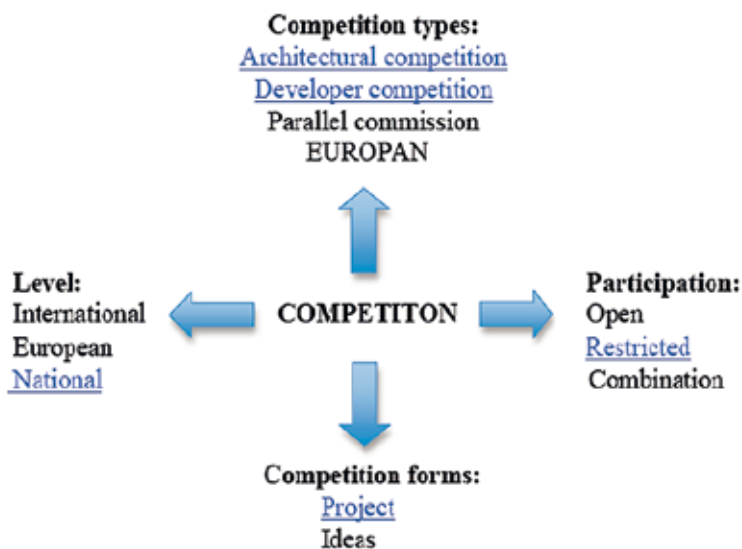 Competition types:
Architectural competition
Developer competition
Parallel commission
EUROPAN
Level:
International
European
National
COMPETITON
Participation:
Open
Restricted
Combination
Competition forms:
Project
Ideas